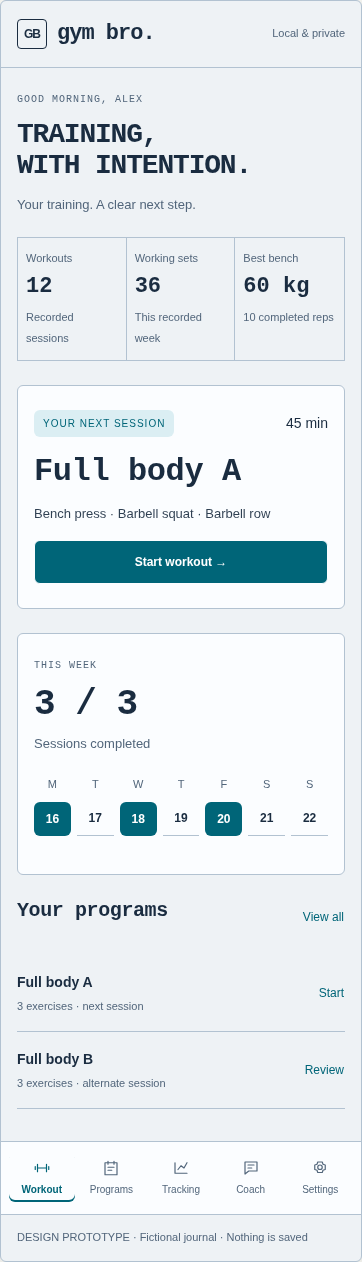 GB gym bro. Local & private
GOOD MORNING, ALEX
TRAINING,
WITH INTENTION.
Your training. A clear next step.
Workouts Working sets Best bench
12 36 60 kg
Recorded sessions This recorded week 10 completed reps
YOUR NEXT SESSION 45 min
Full body A
Bench press · Barbell squat · Barbell row
Start workout →
THIS WEEK
3 / 3
Sessions completed
M T W T F S S
16 17 18 19 20 21 22
Your programs View all
Full body A
3 exercises · next session Start
Full body B
3 exercises · alternate session Review
Workout Programs Tracking Coach Settings
DESIGN PROTOTYPE · Fictional journal · Nothing is saved